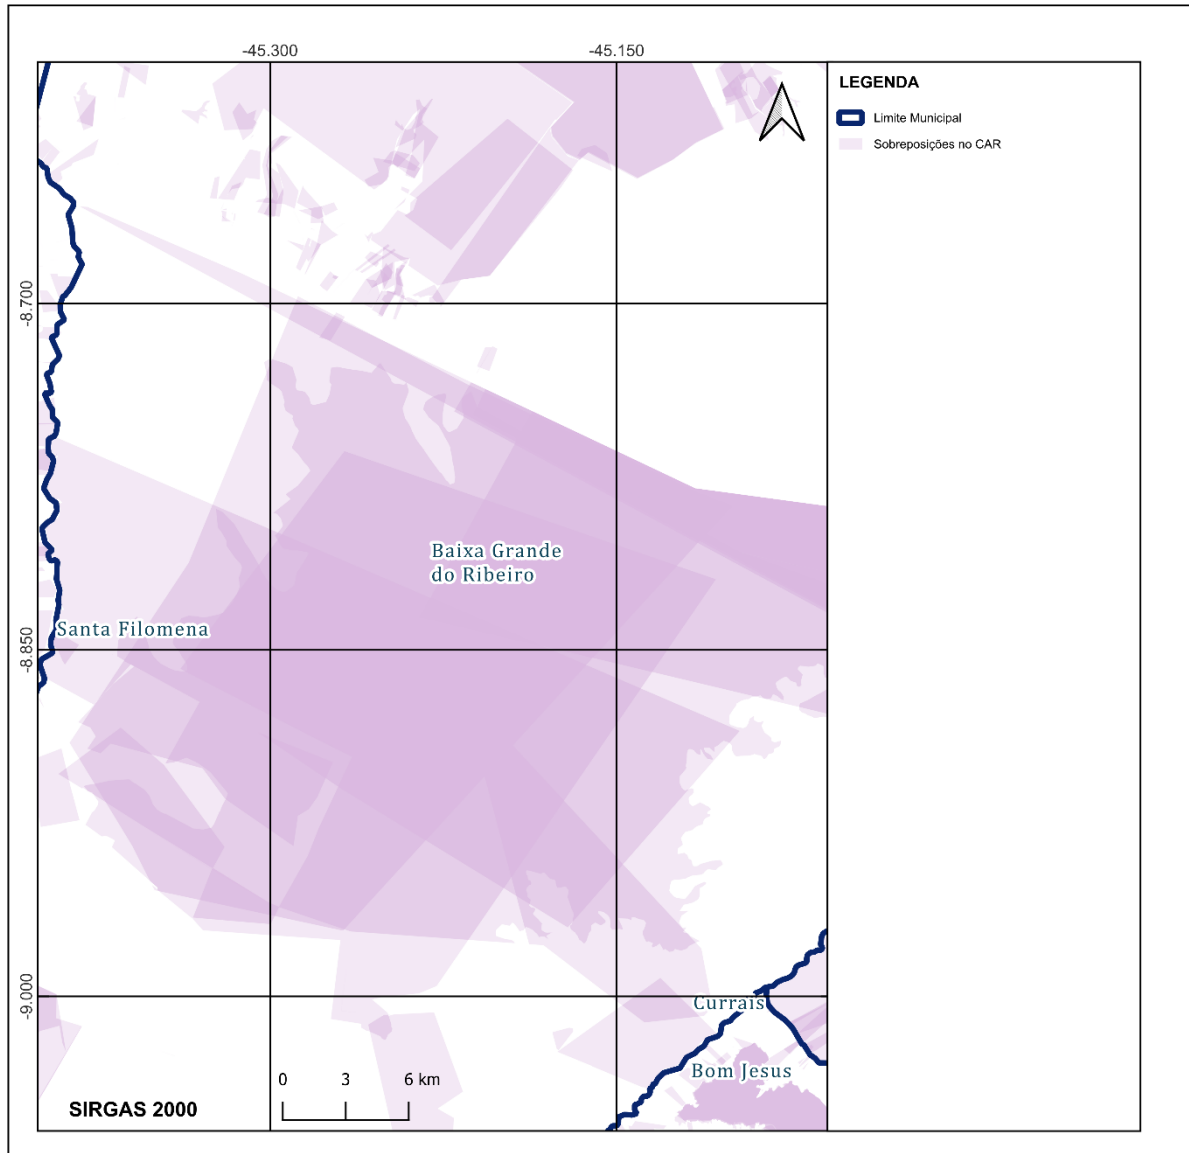 -45.300
-45.150
LEGENDA
Limite Municipal
Sobreposições no CAR
-8.700
Baixa Grande
do Ribeiro
Santa Filomena
-8.850
-9.000
Currais
Bom Jesus
0 3 6 km
SIRGAS 2000